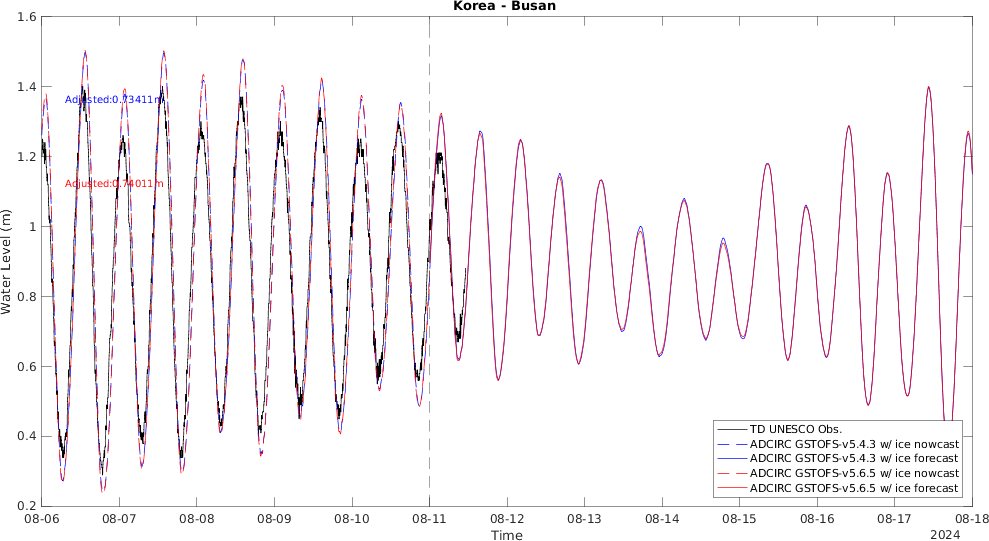 Korea - Busan
1.6
1.4
1.2
1
0.8
0.6
0.4
0.2
Water Level (m)
Adjusted:0.73411m
Adjusted:0.74011m
TD UNESCO Obs.
ADCIRC GSTOFS-v5.4.3 w/ ice nowcast
ADCIRC GSTOFS-v5.4.3 w/ ice forecast
ADCIRC GSTOFS-v5.6.5 w/ ice nowcast
ADCIRC GSTOFS-v5.6.5 w/ ice forecast
08-06 08-07 08-08 08-09 08-10 08-11 08-12 08-13 08-14 08-15 08-16 08-17 08-18
Time
2024